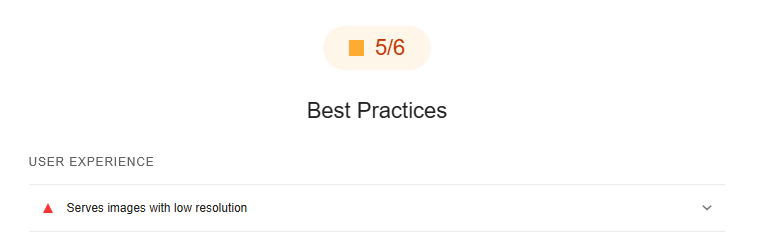 5/6
Best Practices
USER EXPERIENCE
Serves images with low resolution